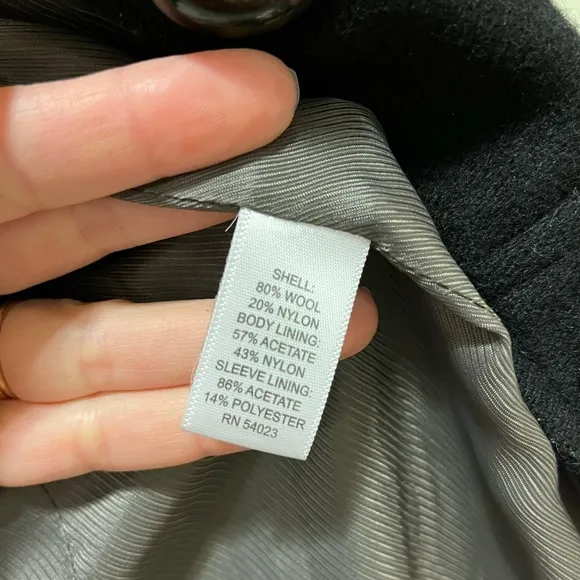 SHELL:
80% WOOL
20% NYLON
BODY LINING:
57% ACETATE
43% NYLON
SLEEVE LINING:
86% ACETATE
14% POLYESTER
RN 54023